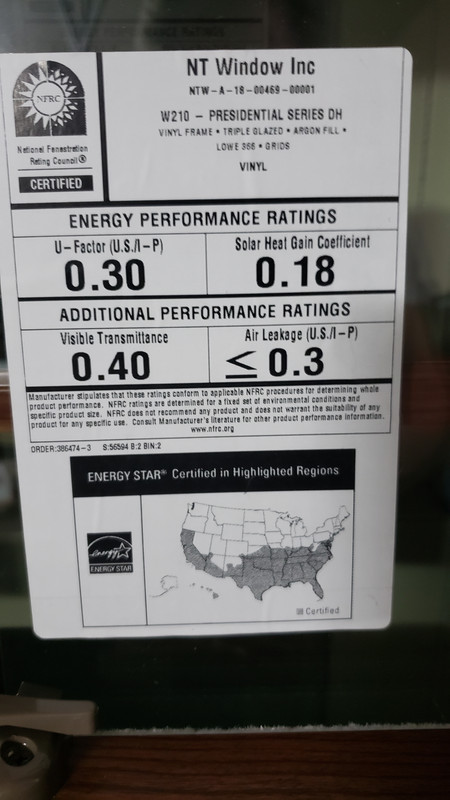 NT Window Inc
NTW-A-18-00469-00001
W210 - PRESIDENTIAL SERIES DH
VINYL FRAME • TRIPLE GLAZED • ARGON FILL •
LOWE 366 • GRIDS
VINYL
NFRC
National Fenestration
Rating Council®
CERTIFIED
ENERGY PERFORMANCE RATINGS
U-Factor (U.S./I-P)
0.30
Solar Heat Gain Coefficient
0.18
ADDITIONAL PERFORMANCE RATINGS
Visible Transmittance
0.40
Air Leakage (U.S./I-P)
≤ 0.3
Manufacturer stipulates that these ratings conform to applicable NFRC procedures for determining whole
product performance. NFRC ratings are determined for a fixed set of environmental conditions and
specific product size. NFRC does not recommend any product and does not warrant the suitability of any
product for any specific use. Consult Manufacturer's literature for other product performance information.
www.nfrc.org
ORDER:386474-3 S:56594 B:2 BIN:2
ENERGY STAR® Certified in Highlighted Regions
energy
ENERGY STAR
Certified